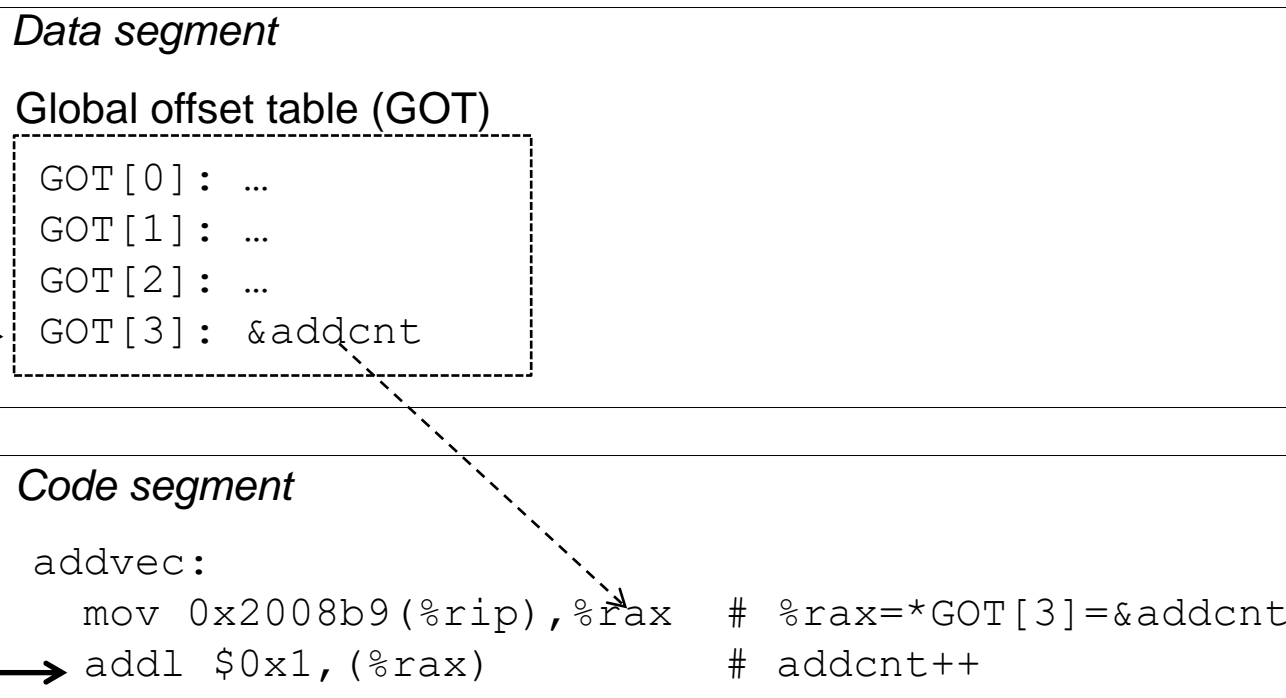 Data segment
Global offset table (GOT)
GOT[0]: …
GOT[1]: …
GOT[2]: …
GOT[3]: &addcnt
Code segment
addvec:
mov 0x2008b9(%rip),%rax # %rax=*GOT[3]=&addcnt
addl $0x1,(%rax) # addcnt++